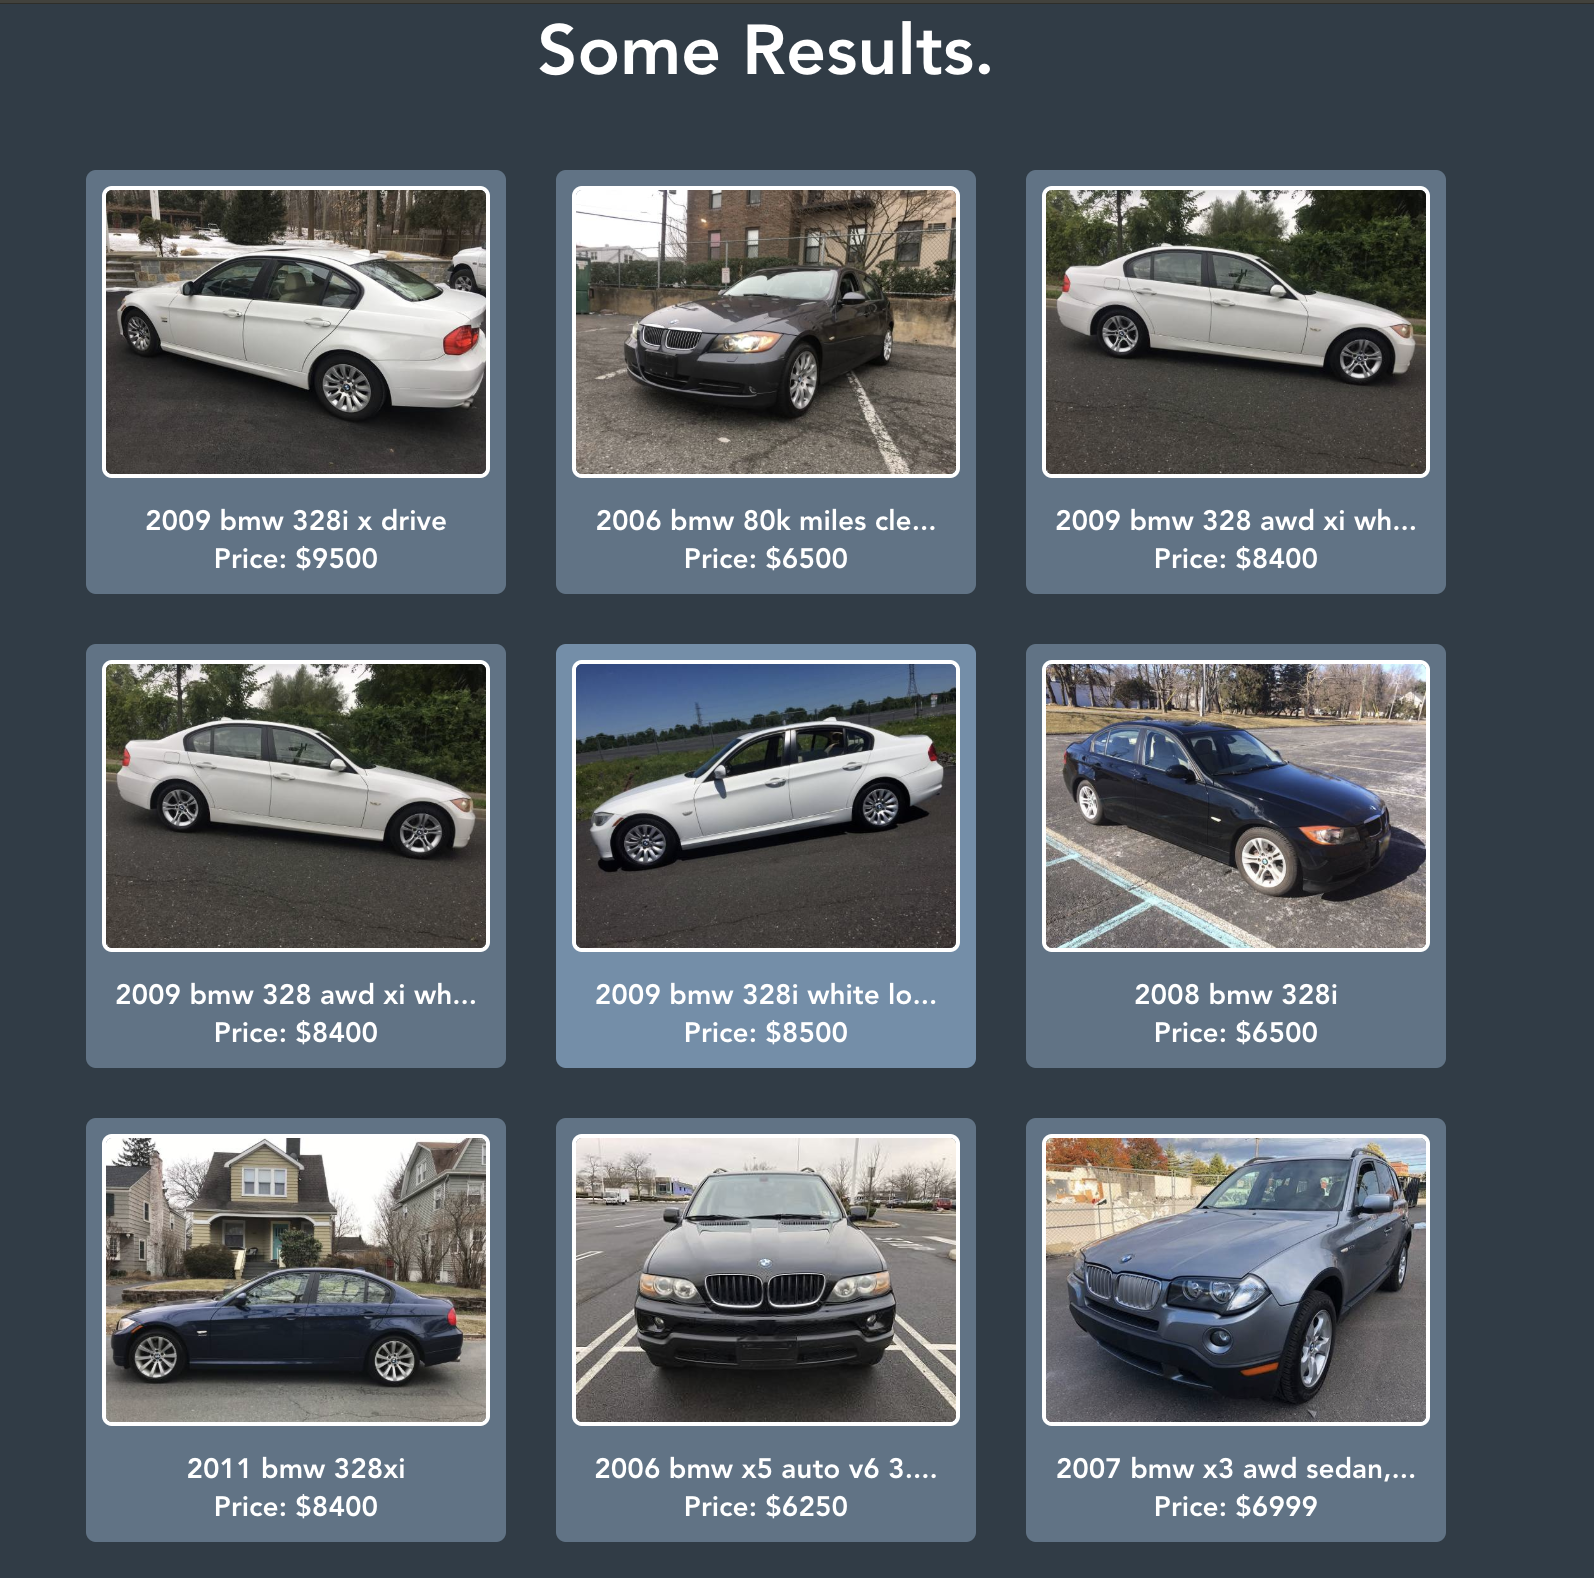 Some Results.
2009 bmw 328i x drive
Price: $9500
2006 bmw 80k miles cle...
Price: $6500
2009 bmw 328 awd xi wh...
Price: $8400
2009 bmw 328 awd xi wh...
Price: $8400
2009 bmw 328i white lo...
Price: $8500
2008 bmw 328i
Price: $6500
2011 bmw 328xi
Price: $8400
2006 bmw x5 auto v6 3....
Price: $6250
2007 bmw x3 awd sedan,...
Price: $6999